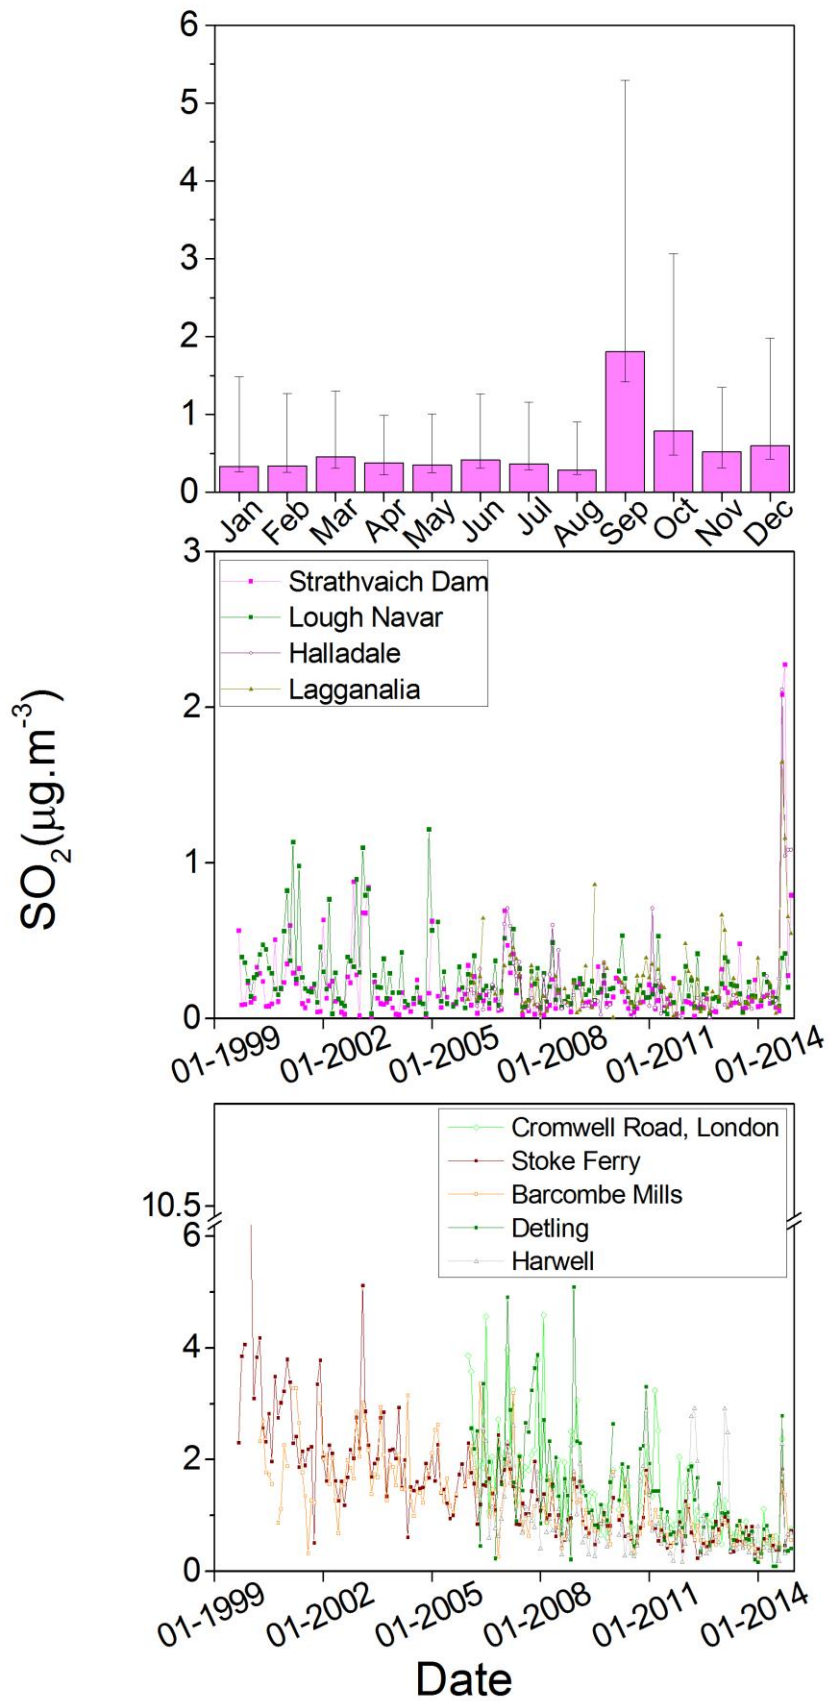 SO2(μg.m-3)
6
5
4
3
2
1
0
Jan Feb Mar Apr May Jun Jul Aug Sep Oct Nov Dec
3
2
1
0
Strathvaich Dam
Lough Navar
Halladale
Lagganalia
01-1999 01-2002 01-2005 01-2008 01-2011 01-2014
10.5
6
4
2
0
Cromwell Road, London
Stoke Ferry
Barcombe Mills
Detling
Harwell
01-1999 01-2002 01-2005 01-2008 01-2011 01-2014
Date